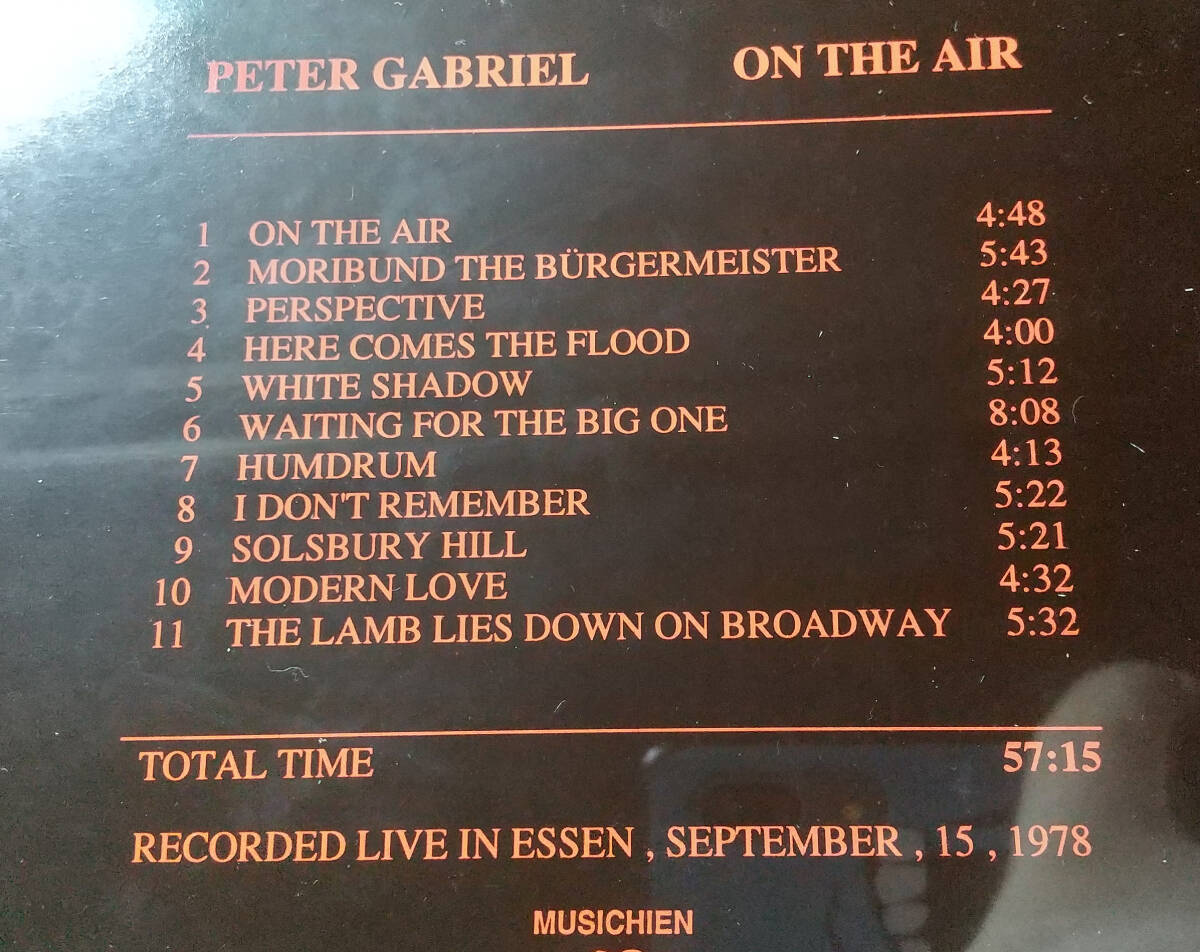 PETER GABRIEL ON THE AIR
1 ON THE AIR 4:48
2 MORIBUND THE BÜRGERMEISTER 5:43
3 PERSPECTIVE 4:27
4 HERE COMES THE FLOOD 4:00
5 WHITE SHADOW 5:12
6 WAITING FOR THE BIG ONE 8:08
7 HUMDRUM 4:13
8 I DON'T REMEMBER 5:22
9 SOLSBURY HILL 5:21
10 MODERN LOVE 4:32
11 THE LAMB LIES DOWN ON BROADWAY 5:32
TOTAL TIME 57:15
RECORDED LIVE IN ESSEN , SEPTEMBER , 15 , 1978
MUSICHIEN